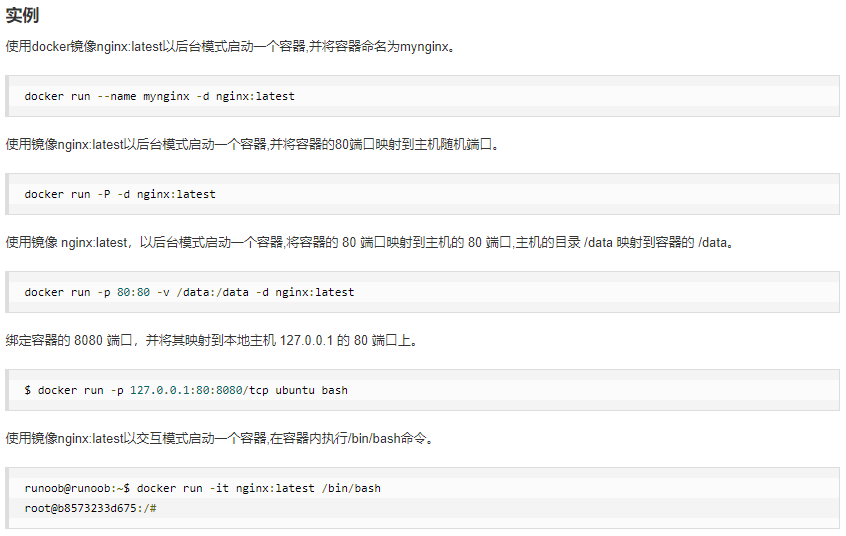 实例
使用docker镜像nginx:latest以后台模式启动一个容器,并将容器命名为mynginx。
docker run --name mynginx -d nginx:latest
使用镜像nginx:latest以后台模式启动一个容器,并将容器的80端口映射到主机随机端口。
docker run -P -d nginx:latest
使用镜像 nginx:latest，以后台模式启动一个容器,将容器的 80 端口映射到主机的 80 端口,主机的目录 /data 映射到容器的 /data。
docker run -p 80:80 -v /data:/data -d nginx:latest
绑定容器的 8080 端口，并将其映射到本地主机 127.0.0.1 的 80 端口上。
$ docker run -p 127.0.0.1:80:8080/tcp ubuntu bash
使用镜像nginx:latest以交互模式启动一个容器,在容器内执行/bin/bash命令。
runoob@runoob:~$ docker run -it nginx:latest /bin/bash
root@b8573233d675:/#